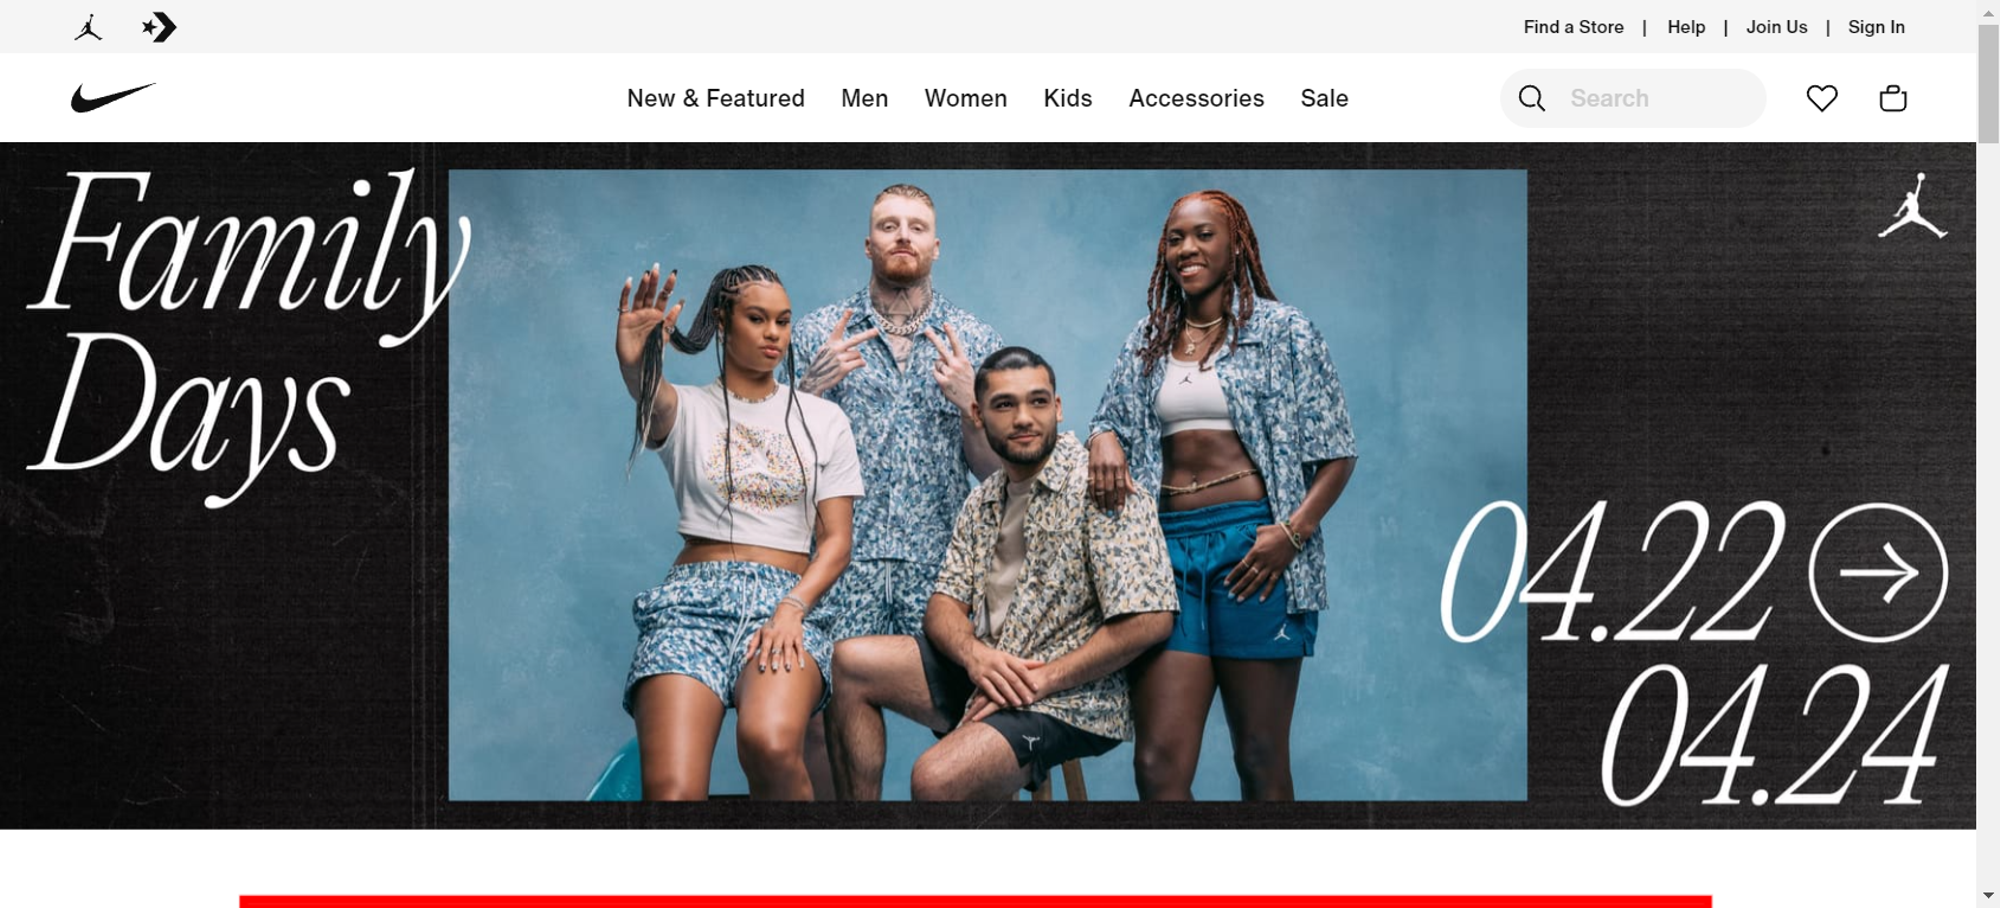 Find a Store | Help | Join Us | Sign In
New & Featured Men Women Kids Accessories Sale Search
Family
Days
04.22
04.24